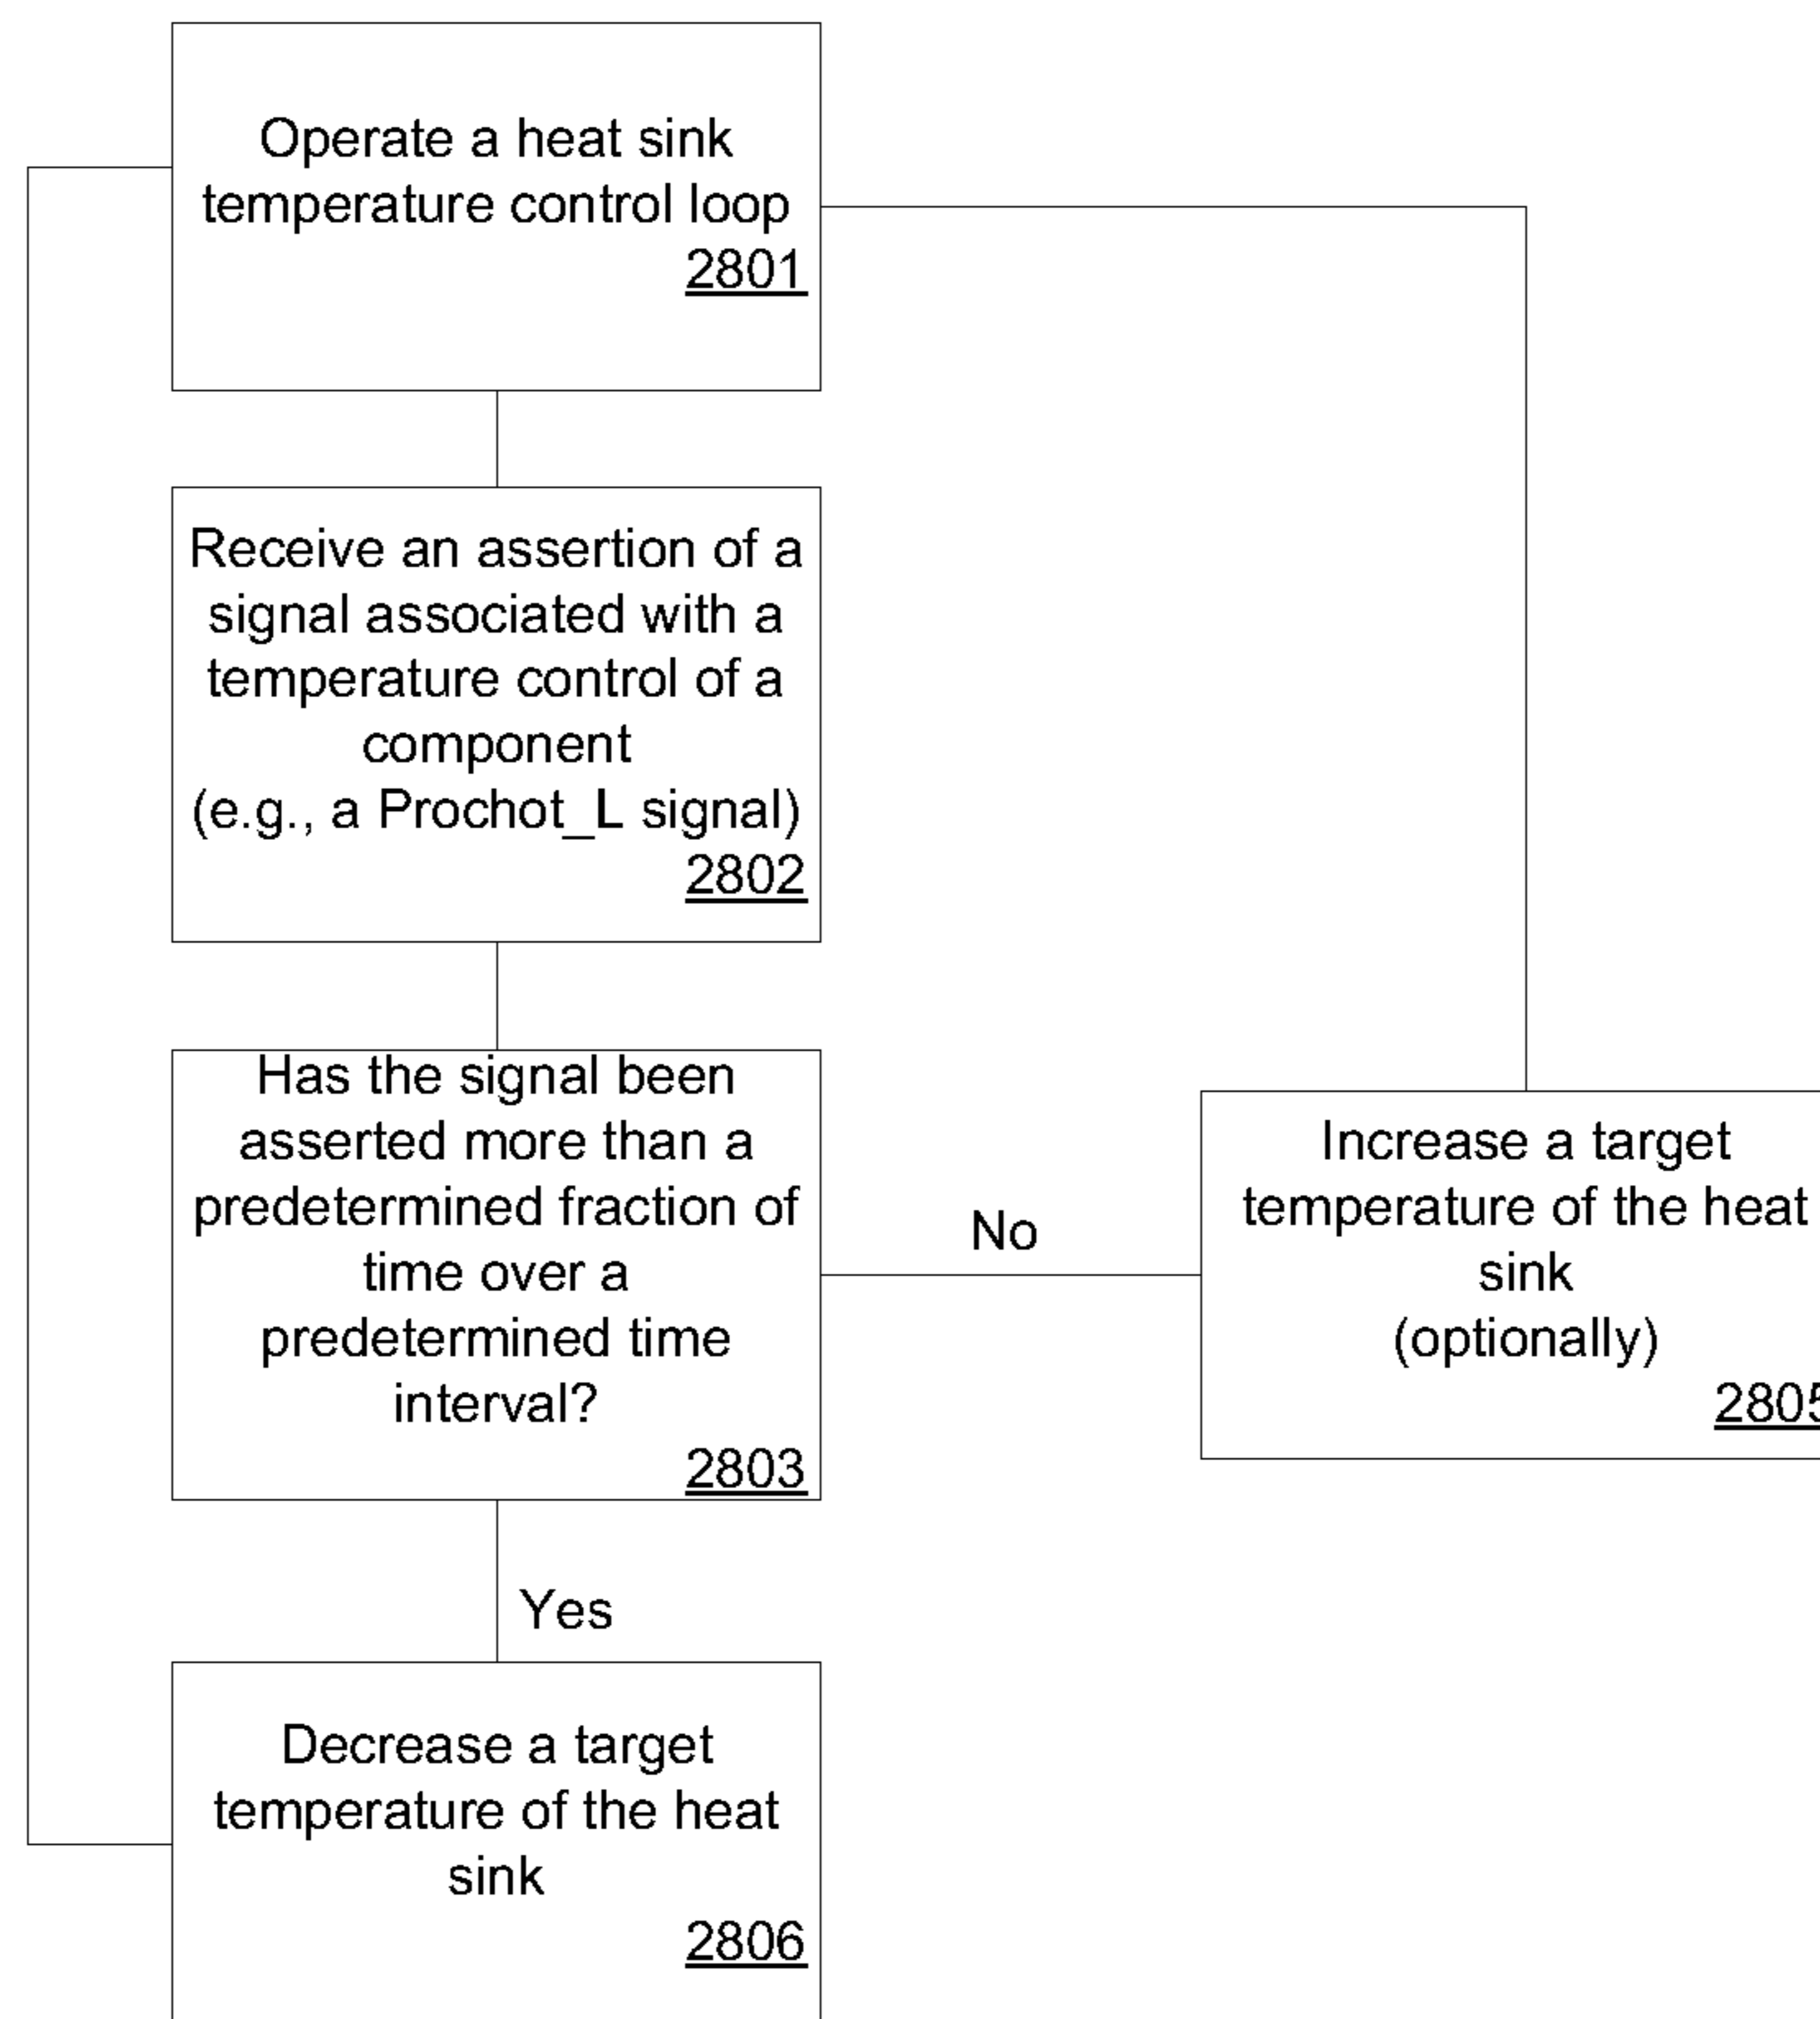 Operate a heat sink
temperature control loop
2801
Receive an assertion of a
signal associated with a
temperature control of a
component
(e.g., a Prochot_L signal)
2802
Has the signal been
asserted more than a
predetermined fraction of
time over a
predetermined time
interval?
2803
No
Increase a target
temperature of the heat
sink
(optionally)
2805
Yes
Decrease a target
temperature of the heat
sink
2806